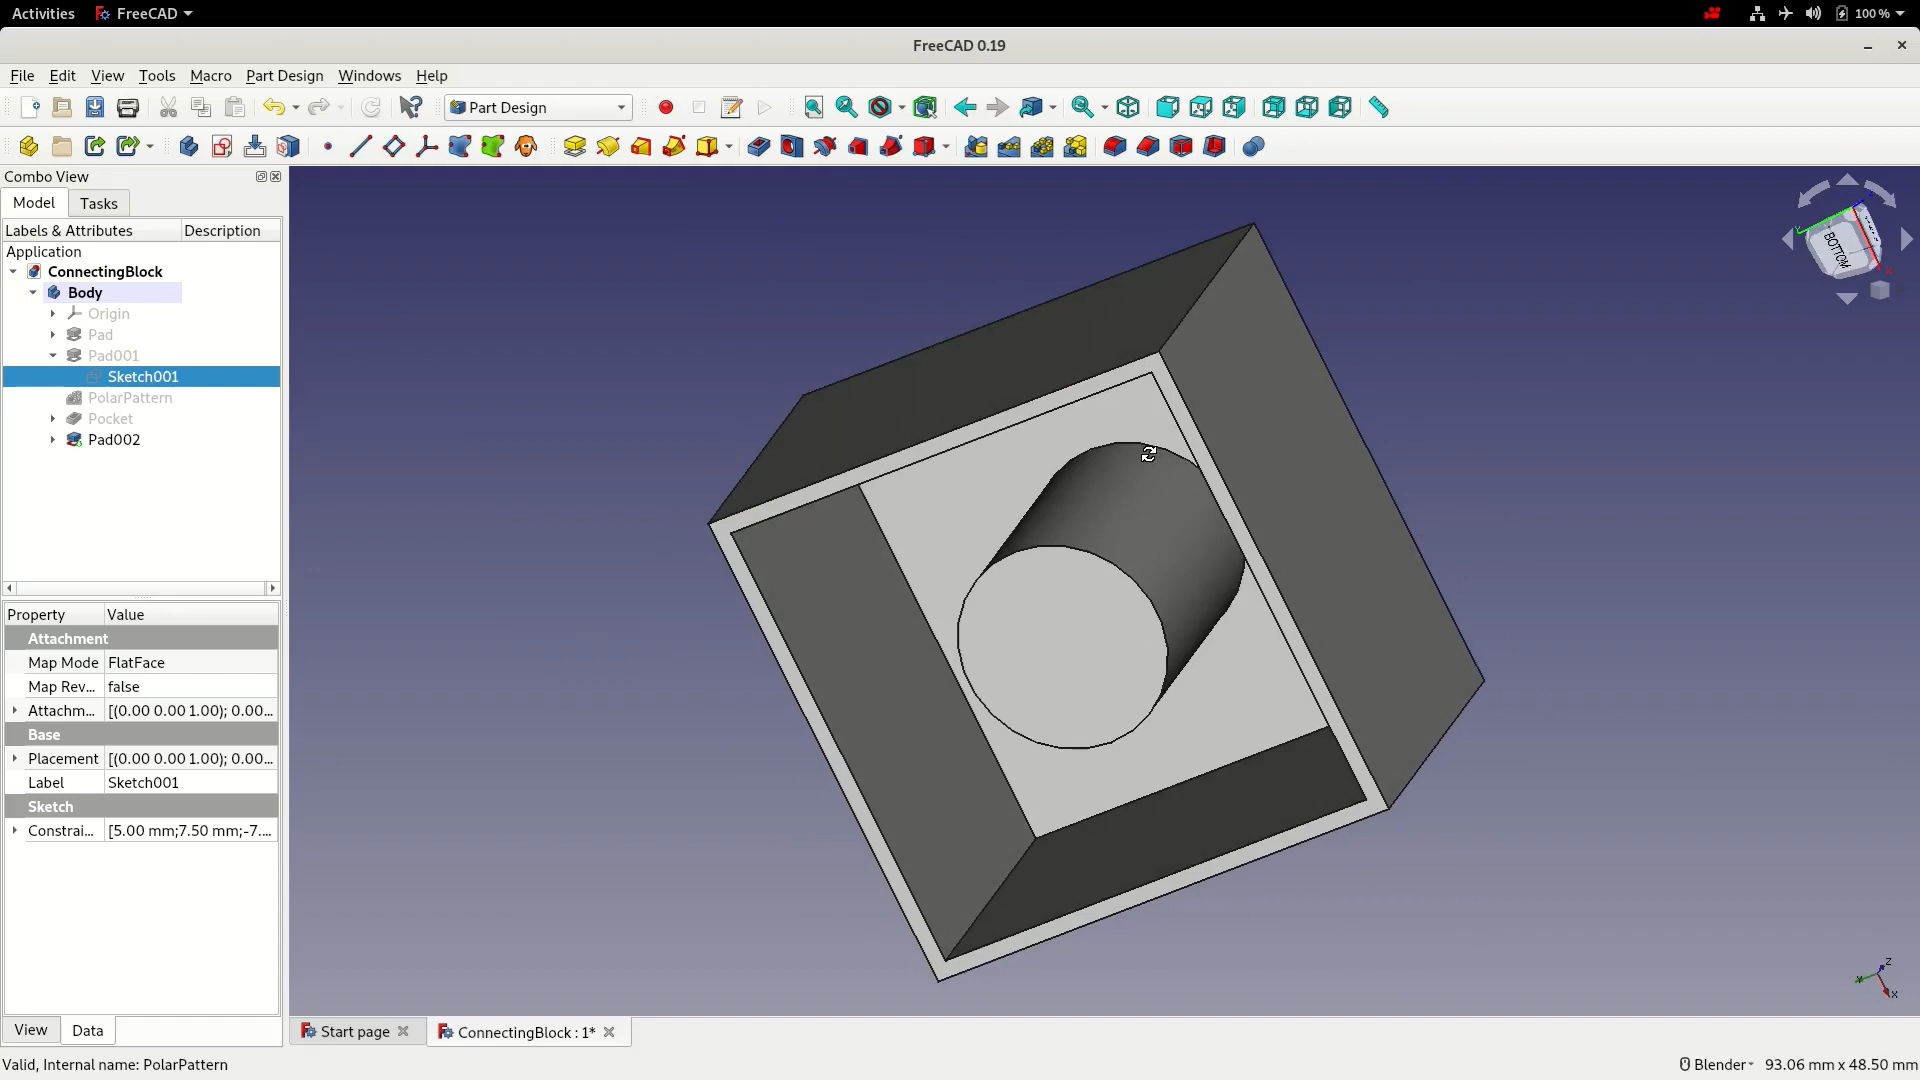 Activities FreeCAD 100 %
FreeCAD 0.19
File Edit View Tools Macro Part Design Windows Help
Part Design
Combo View
Model Tasks
Labels & Attributes Description
Application
ConnectingBlock
Body
Origin
Pad
Pad001
Sketch001
PolarPattern
Pocket
Pad002
BOTTOM
Property Value
Attachment
Map Mode FlatFace
Map Rev... false
Attachm... [(0.00 0.00 1.00); 0.00...
Base
Placement [(0.00 0.00 1.00); 0.00...
Label Sketch001
Sketch
Constrai... [5.00 mm;7.50 mm;-7....
Z
Y
X
View Data
Start page ConnectingBlock : 1*
Valid, Internal name: PolarPattern Blender 93.06 mm x 48.50 mm